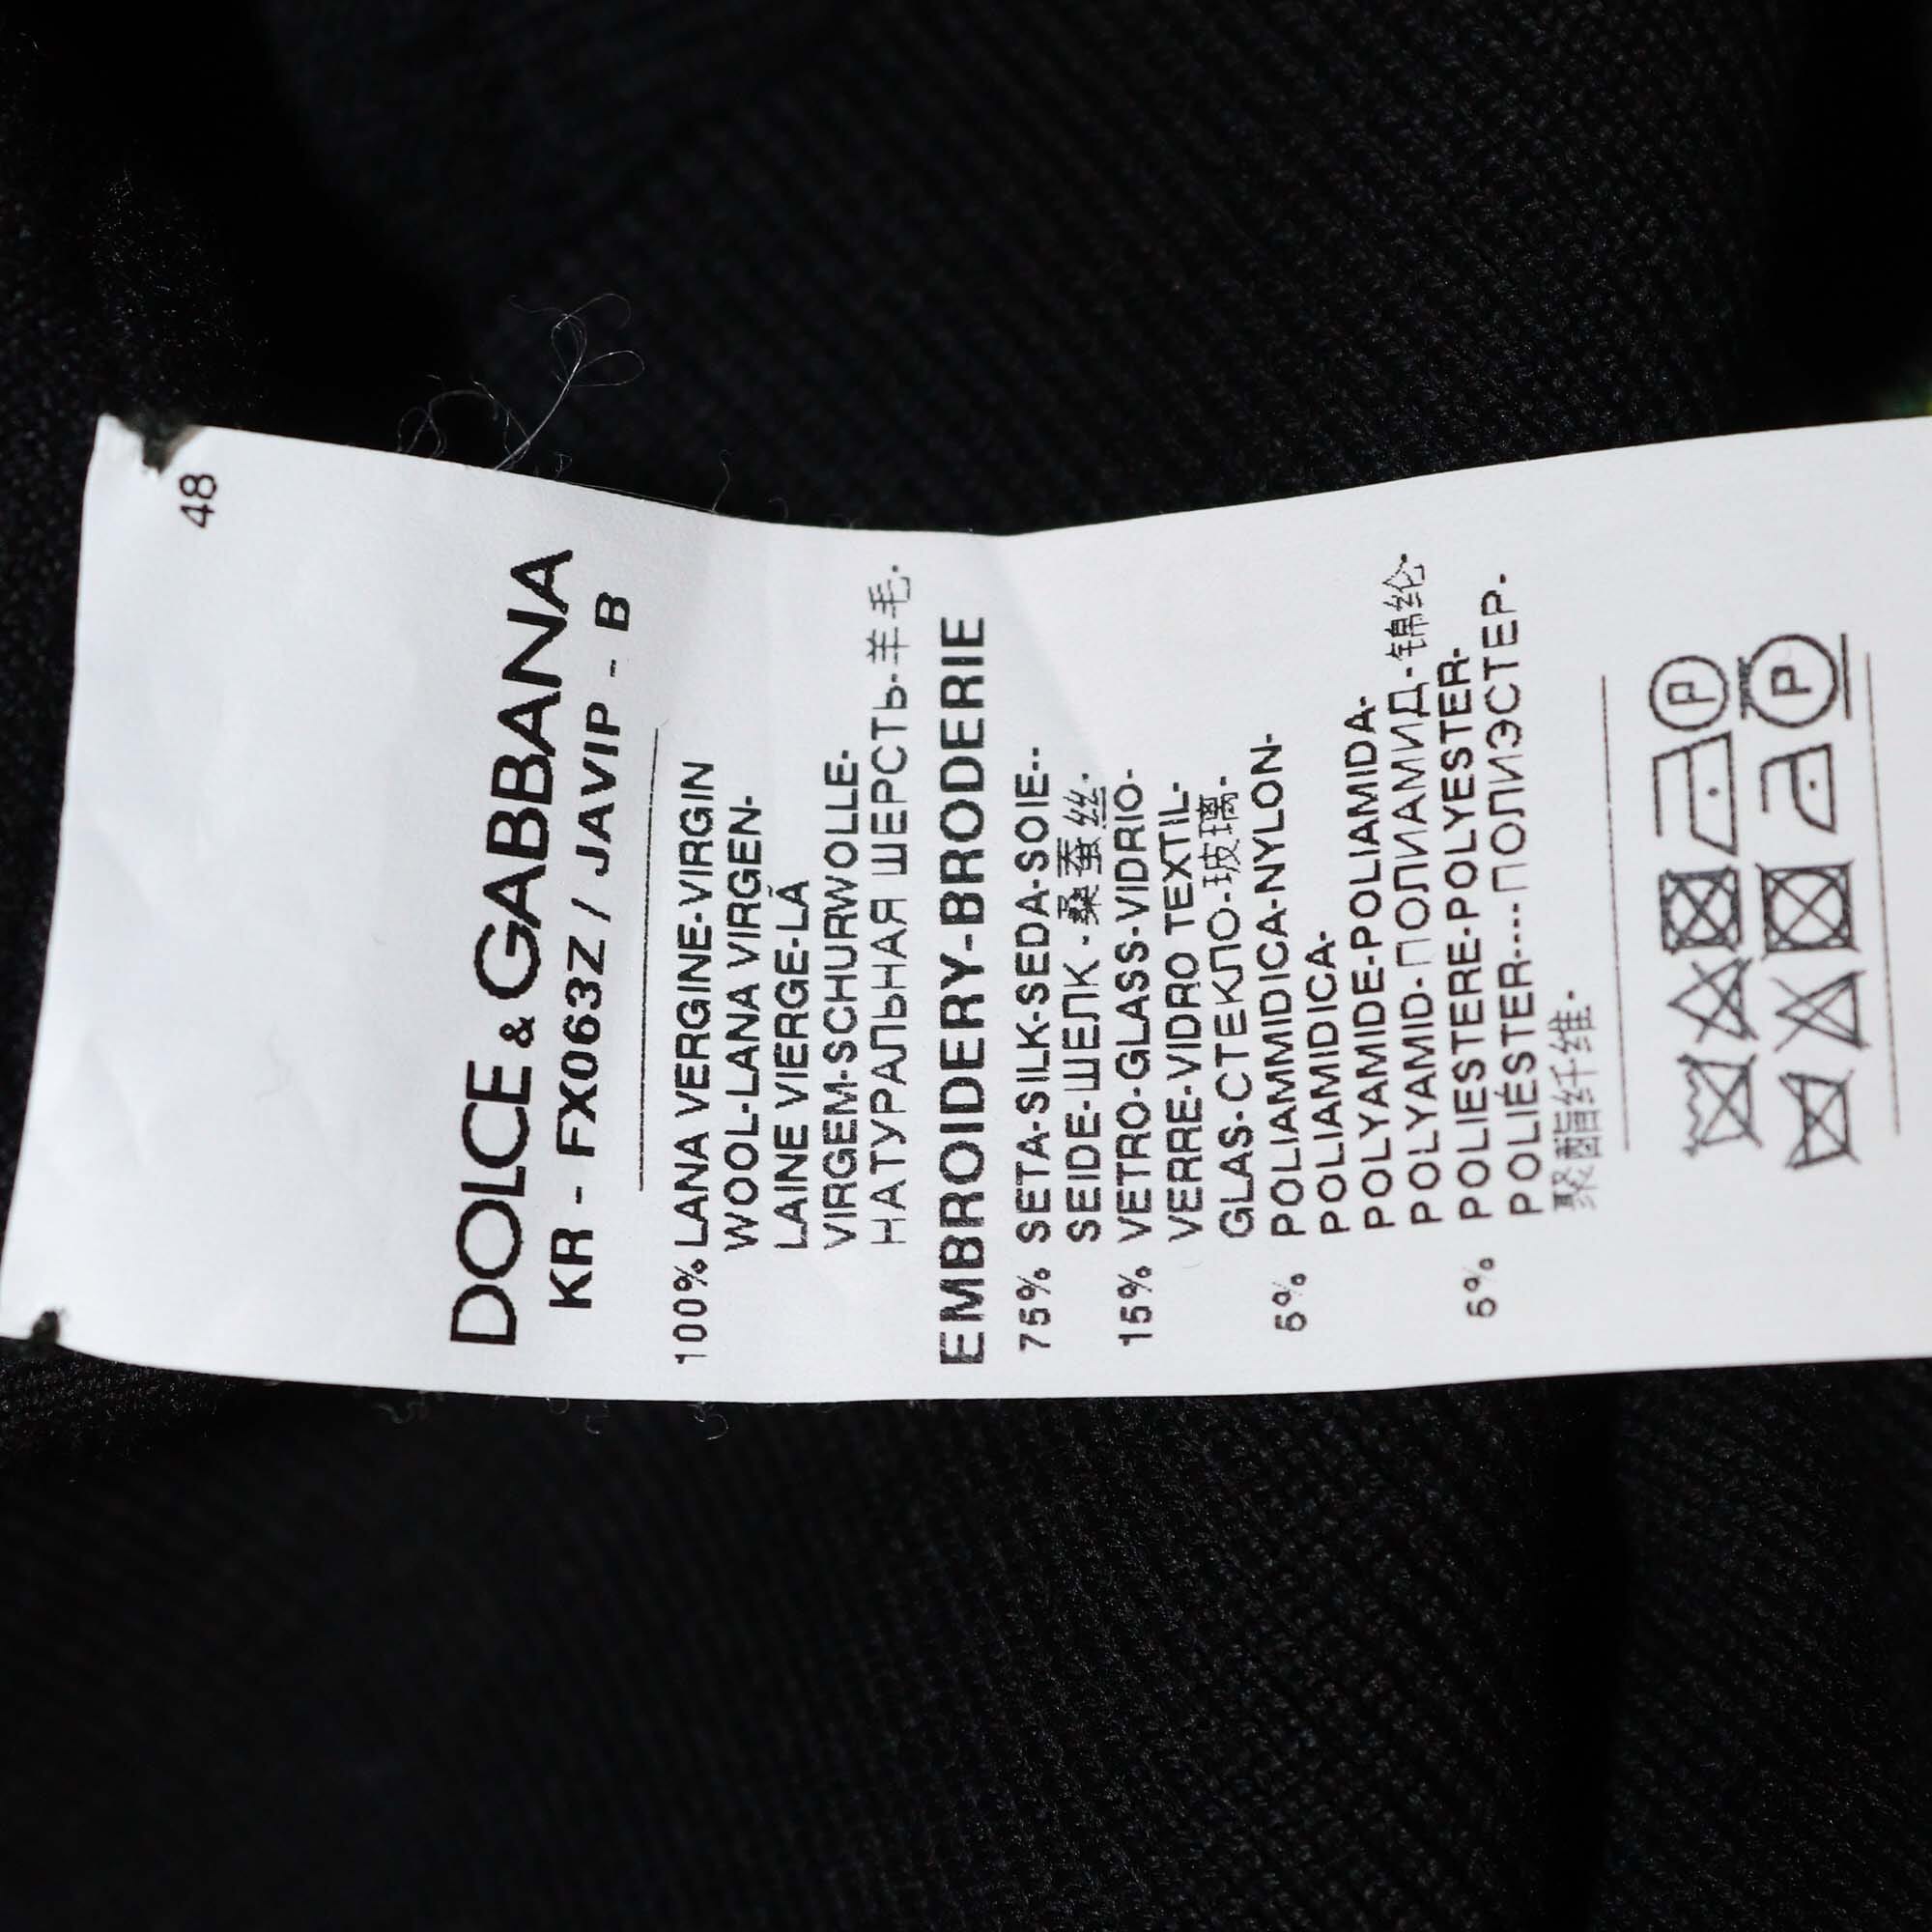 48
DOLCE & GABBANA
KR - FX063Z / JAVIP - B
100% LANA VERGINE-VIRGIN
WOOL-LANA VIRGEN-
LAINE VIERGE-LÃ
VIRGEM-SCHURWOLLE-
НАТУРАЛЬНАЯ ШЕРСТЬ-羊毛-
EMBROIDERY-BRODERIE
75% SETA-SILK-SEDA-SOIE--
SEIDE-ШЕЛК -桑蚕丝-
15% VETRO-GLASS-VIDRIO-
VERRE-VIDRO TEXTIL-
GLAS-СТЕКЛО-玻璃-
5% POLIAMMIDICA-NYLON-
POLIAMIDICA-
POLYAMIDE-POLIAMIDA-
POLYAMID-ПОЛИАМИД-锦纶-
5% POLIESTERE-POLYESTER-
POLIÉSTER----ПОЛИЭСТЕР-
聚酯纤维-
P
P